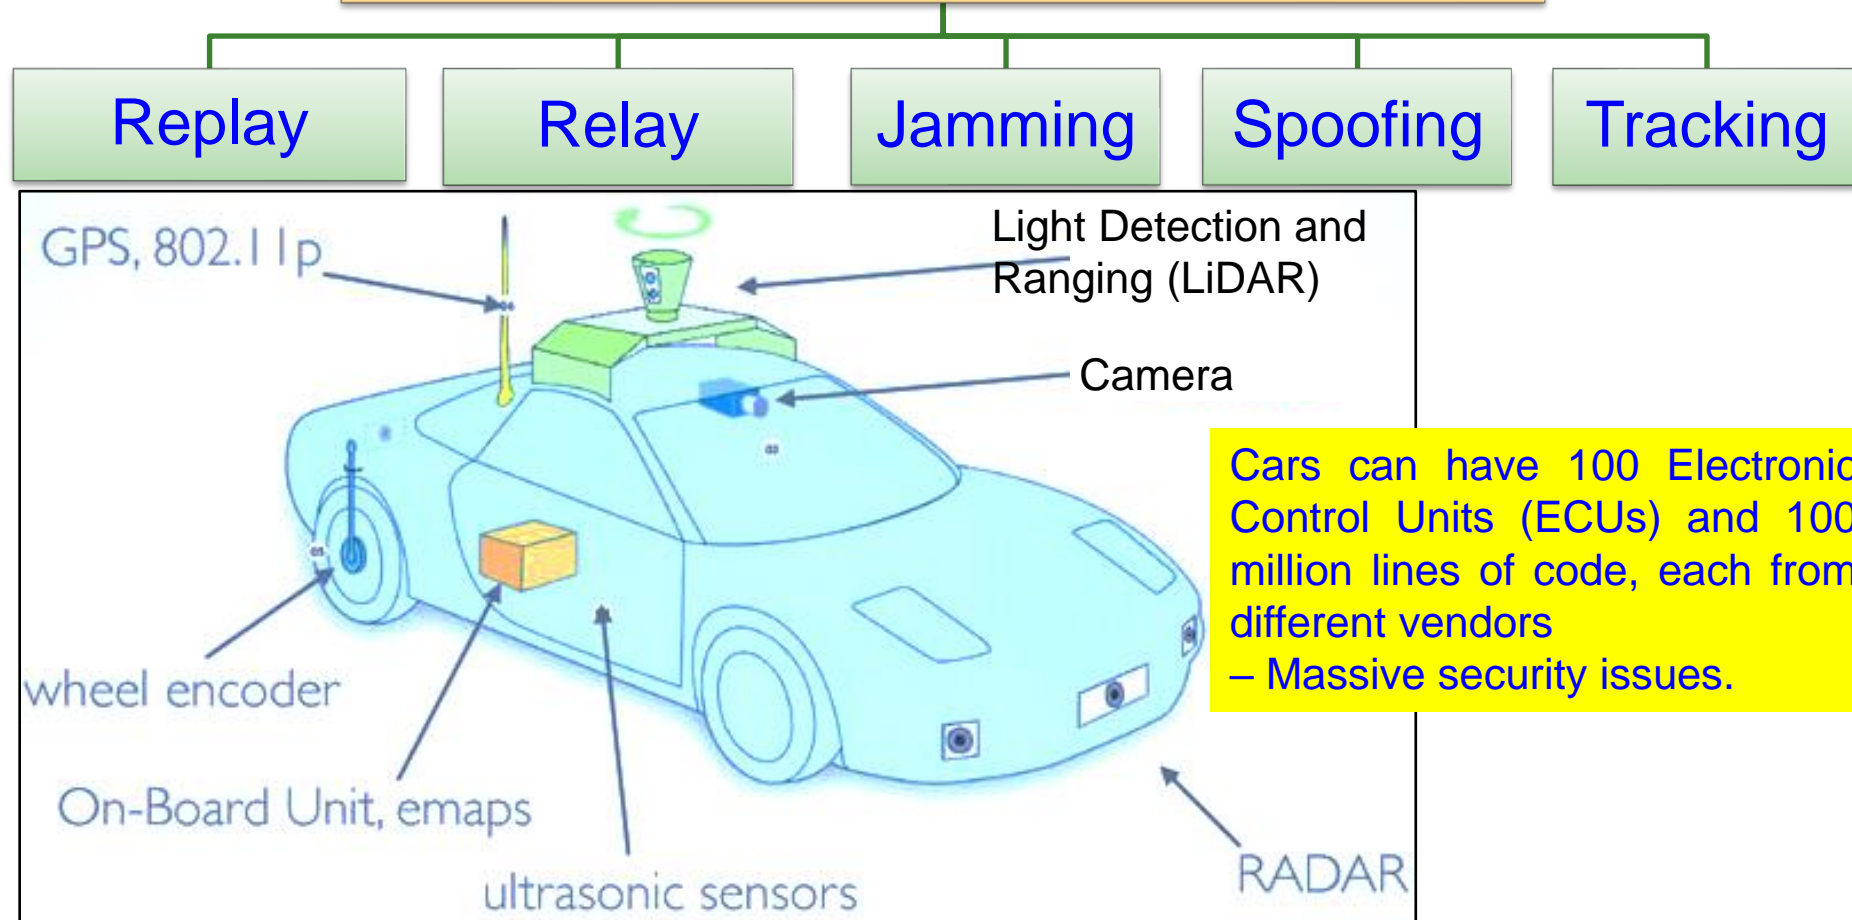 Replay
Relay
Jamming
Spoofing
Tracking
GPS, 802.11p
Light Detection and
Ranging (LiDAR)
Camera
Cars can have 100 Electronic
Control Units (ECUs) and 100
million lines of code, each from
different vendors
– Massive security issues.
wheel encoder
On-Board Unit, emaps
ultrasonic sensors
RADAR